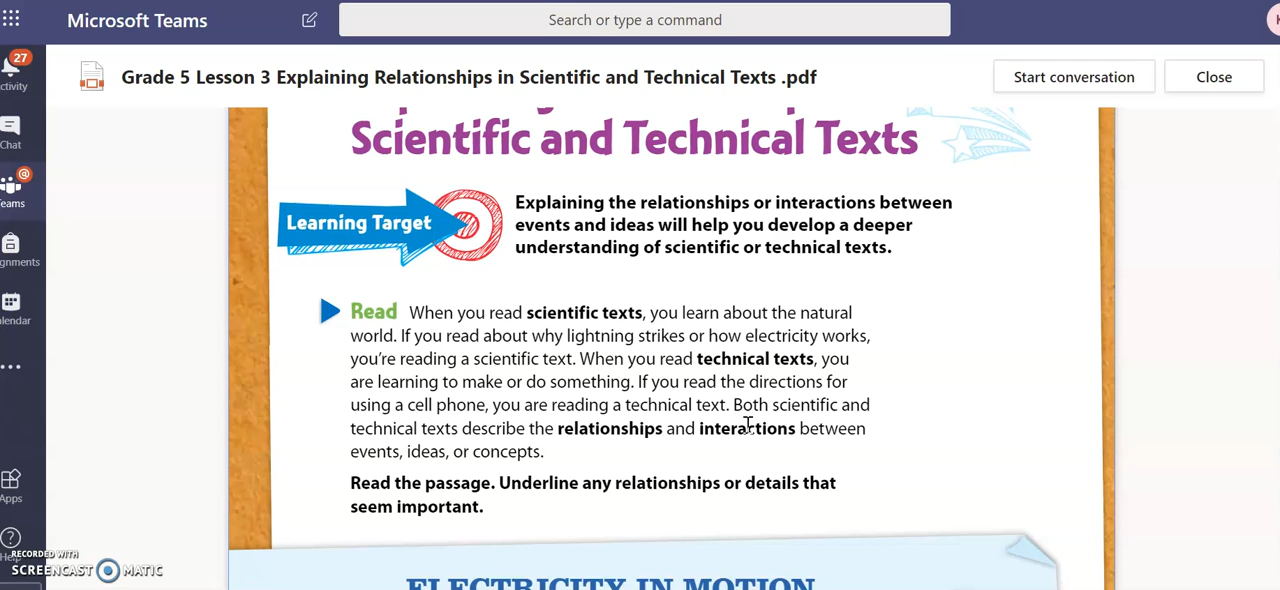 Microsoft Teams
Search or type a command
27
Grade 5 Lesson 3 Explaining Relationships in Scientific and Technical Texts .pdf
Start conversation
Close
ctivity
Chat
@
eams
gnments
lendar
Apps
Help
Scientific and Technical Texts
Learning Target
Explaining the relationships or interactions between
events and ideas will help you develop a deeper
understanding of scientific or technical texts.
Read When you read scientific texts, you learn about the natural
world. If you read about why lightning strikes or how electricity works,
you're reading a scientific text. When you read technical texts, you
are learning to make or do something. If you read the directions for
using a cell phone, you are reading a technical text. Both scientific and
technical texts describe the relationships and interactions between
events, ideas, or concepts.
Read the passage. Underline any relationships or details that
seem important.
ELECTRICITY IN MOTION
RECORDED WITH
SCREENCAST MATIC